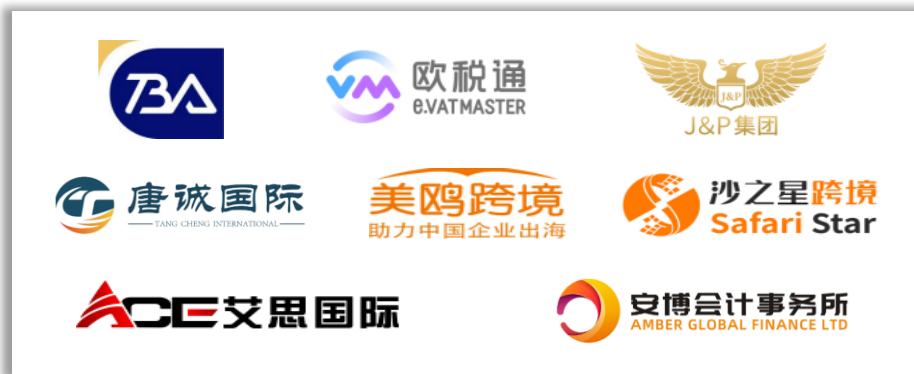 TBA
vm
欧税通
e.VATMASTER
J&P
J&P集团
唐诚国际
TANG CHENG INTERNATIONAL
美鸥跨境
助力中国企业出海
沙之星跨境
Safari Star
ACE艾思国际
安博会计事务所
AMBER GLOBAL FINANCE LTD